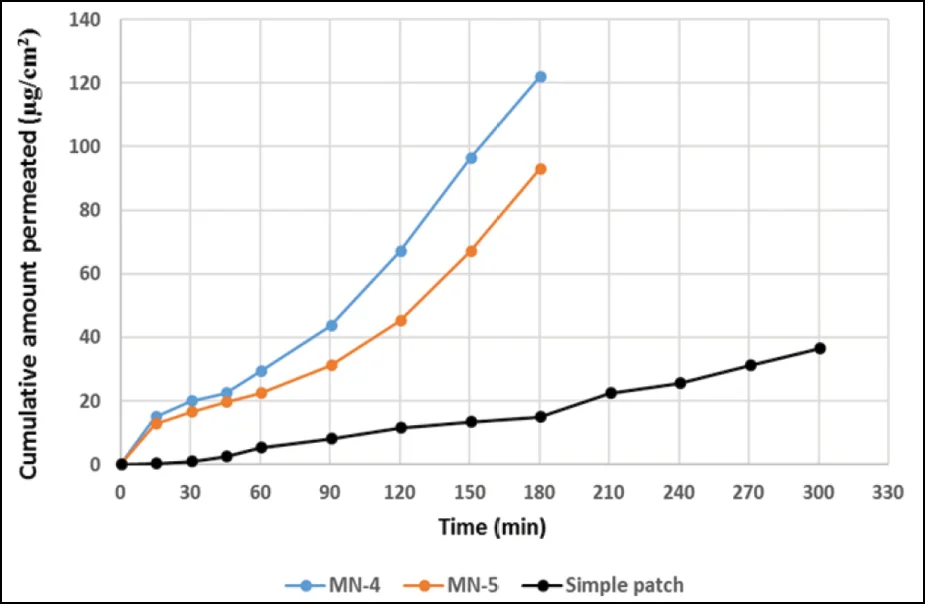 Cumulative amount permeated (µg/cm²)
140
120
100
80
60
40
20
0
0 30 60 90 120 150 180 210 240 270 300 330
Time (min)
MN-4 MN-5 Simple patch